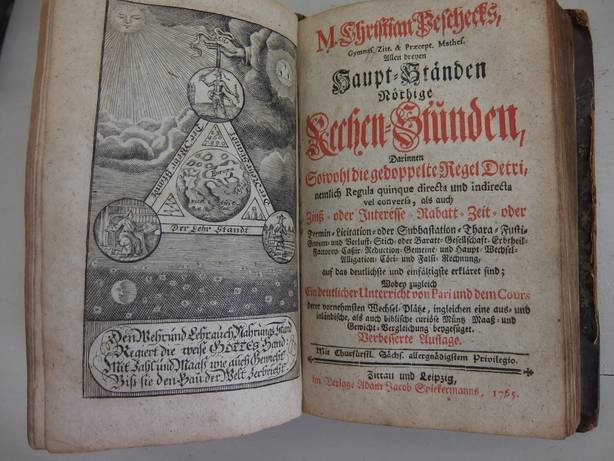 Der Lehr Standt
Den Wehr und Lehr auch Nahrungs Stand
Regiert die weise GOTTES Hand:
Mit Zahl und Maaß wie auch Gewicht
Biß sie den Bau der Welt zerbricht
M. Christian Peschecks,
Gymnas. Zitt. & Præcept. Mathes.
Allen dreyen
Haupt-Ständen
Nöthige
Rechen-Stunden,
Darinnen
Sowohl die gedoppelte Regel Detri,
nemlich Regula quinque directa und indirecta
vel conversa, als auch
Zinß- oder Interesse- Rabatt- Zeit- oder
Termin- Licitation- oder Subhastation- Thara- Fusti-
Gewinn- und Verlust- Stich- oder Baratt- Gesellschaft- Erbtheil-
Factorey- Caßir- Reduction- Gemeine- und Haupt- Wechsel-
Alligation- Cöci- und Falsi- Rechnung,
auf das deutlichste und einfältigste erkläret sind;
Wobey zugleich
Ein deutlicher Unterricht von Pari und dem Cours
derer vornehmsten Wechsel-Plätze, ingleichen eine aus- und
inländische, als auch biblische curiöse Müntz- Maaß- und
Gewicht-Vergleichung beygefüget.
Verbesserte Auflage.
Mit Churfürstl. Sächs. allergnädigstem Privilegio.
Zittau und Leipzig,
im Verlag Adam Jacob Spiekermanns, 1765.